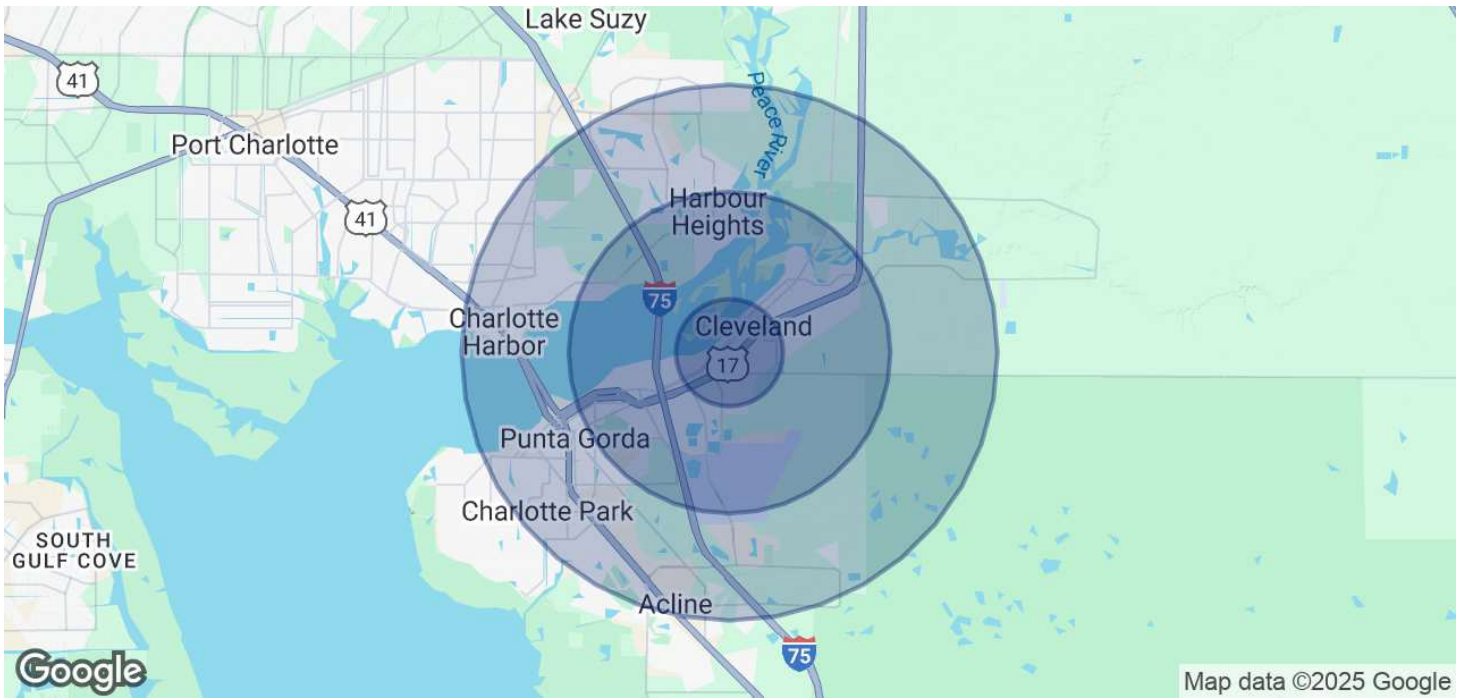 Lake Suzy
41
Peace River
Port Charlotte
Harbour
Heights
41
75
Charlotte
Harbor
Cleveland
17
Punta Gorda
Charlotte Park
SOUTH
GULF COVE
Acline
75
Google
Map data ©2025 Google